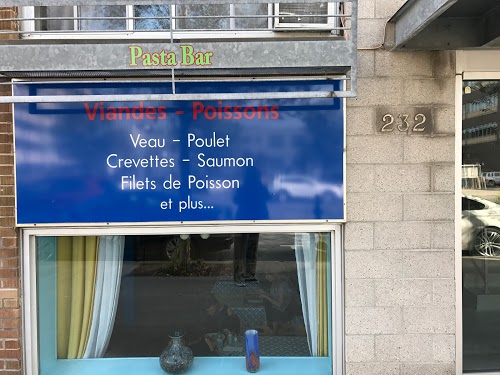 Pasta Bar
Viandes - Poissons
Veau - Poulet
Crevettes - Saumon
Filets de Poisson
et plus...
232